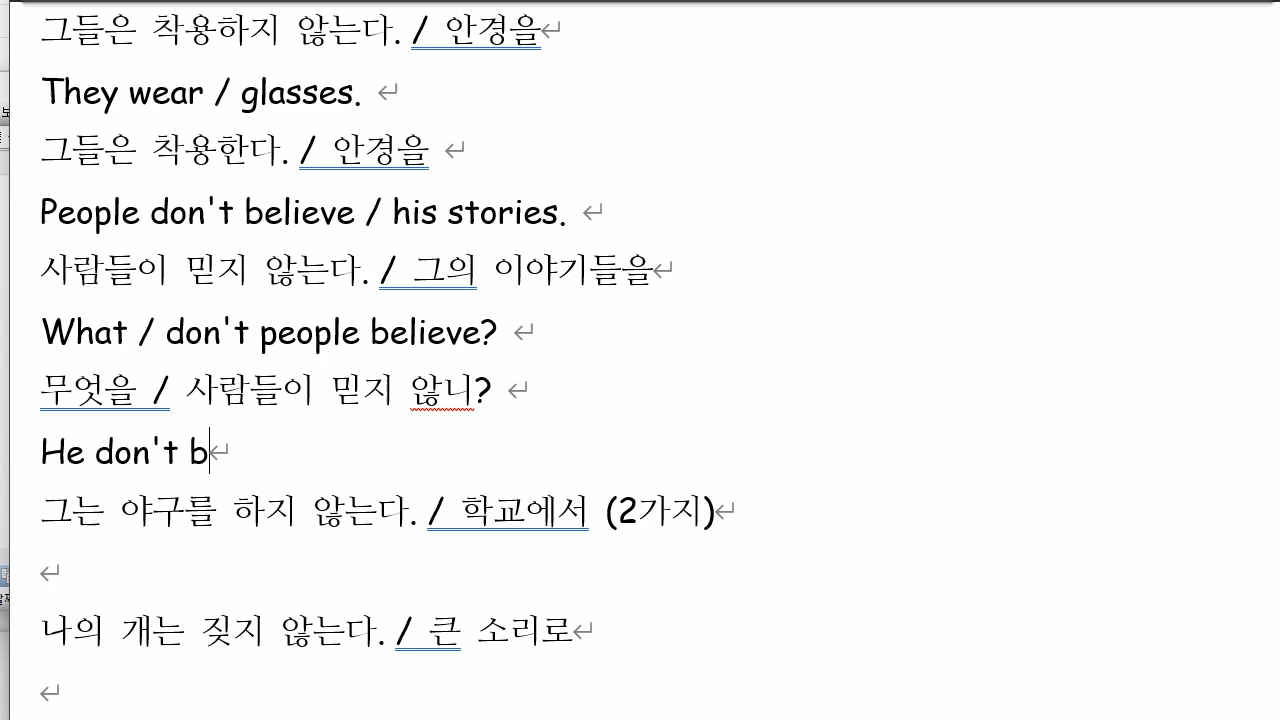 그들은 착용하지 않는다. / 안경을
They wear / glasses.
그들은 착용한다. / 안경을
People don't believe / his stories.
사람들이 믿지 않는다. / 그의 이야기들을
What / don't people believe?
무엇을 / 사람들이 믿지 않니?
He don't b
그는 야구를 하지 않는다. / 학교에서 (2가지)
나의 개는 짖지 않는다. / 큰 소리로